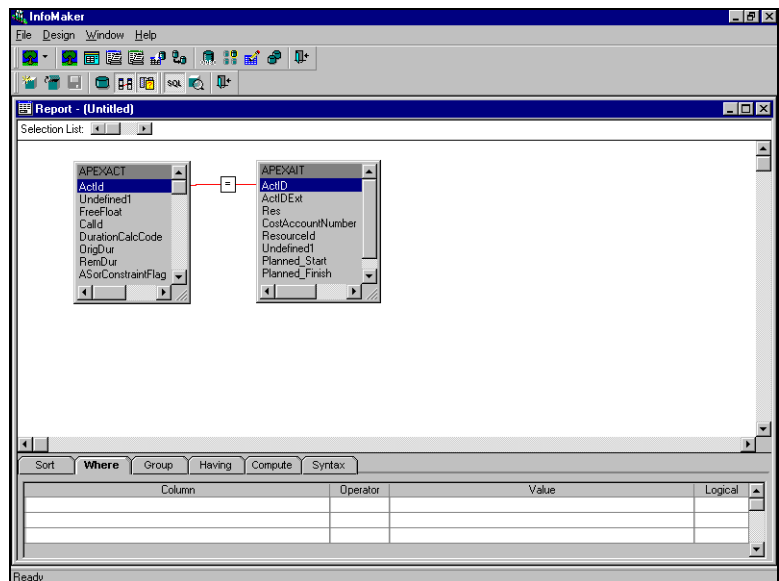 InfoMaker
File Design Window Help
SQL
Report - (Untitled)
Selection List:
APEXACT
ActId
Undefined1
FreeFloat
CalId
DurationCalcCode
OrigDur
RemDur
ASorConstraintFlag
=
APEXAIT
ActID
ActIDExt
Res
CostAccountNumber
ResourceId
Undefined1
Planned_Start
Planned_Finish
Sort Where Group Having Compute Syntax
Column Operator Value Logical
Ready